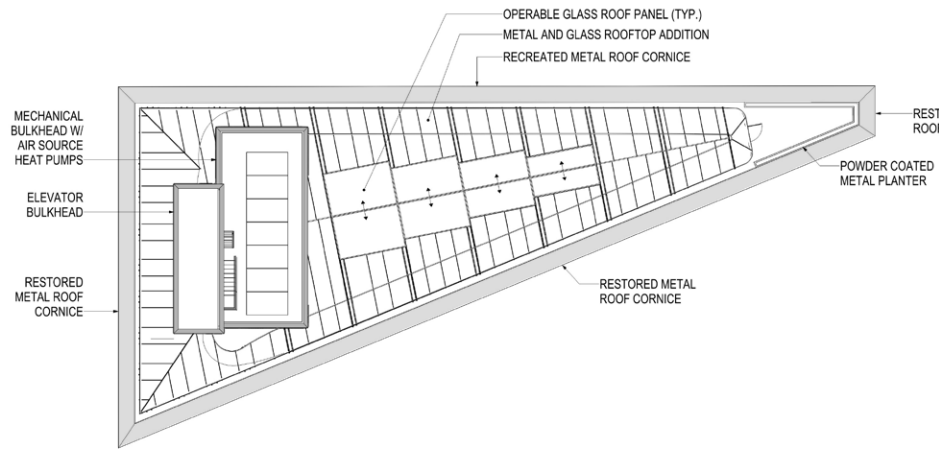 OPERABLE GLASS ROOF PANEL (TYP.)
METAL AND GLASS ROOFTOP ADDITION
RECREATED METAL ROOF CORNICE
MECHANICAL
BULKHEAD W/
AIR SOURCE
HEAT PUMPS
ELEVATOR
BULKHEAD
RESTORED
METAL ROOF
CORNICE
POWDER COATED
METAL PLANTER
RESTORED METAL
ROOF CORNICE